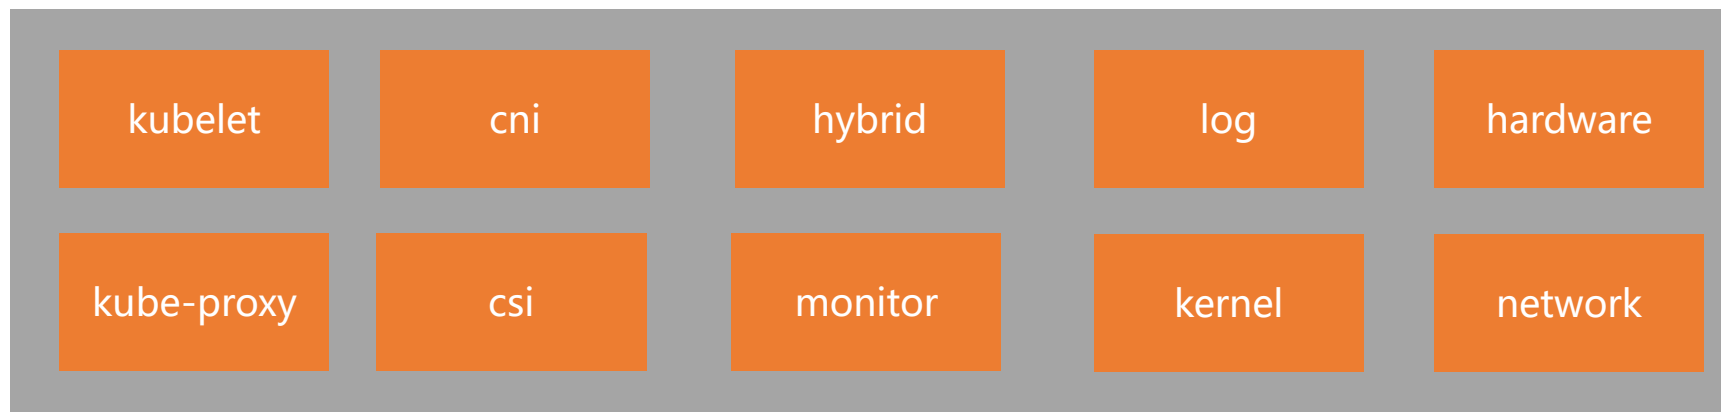 kubelet
cni
hybrid
log
hardware
kube-proxy
csi
monitor
kernel
network